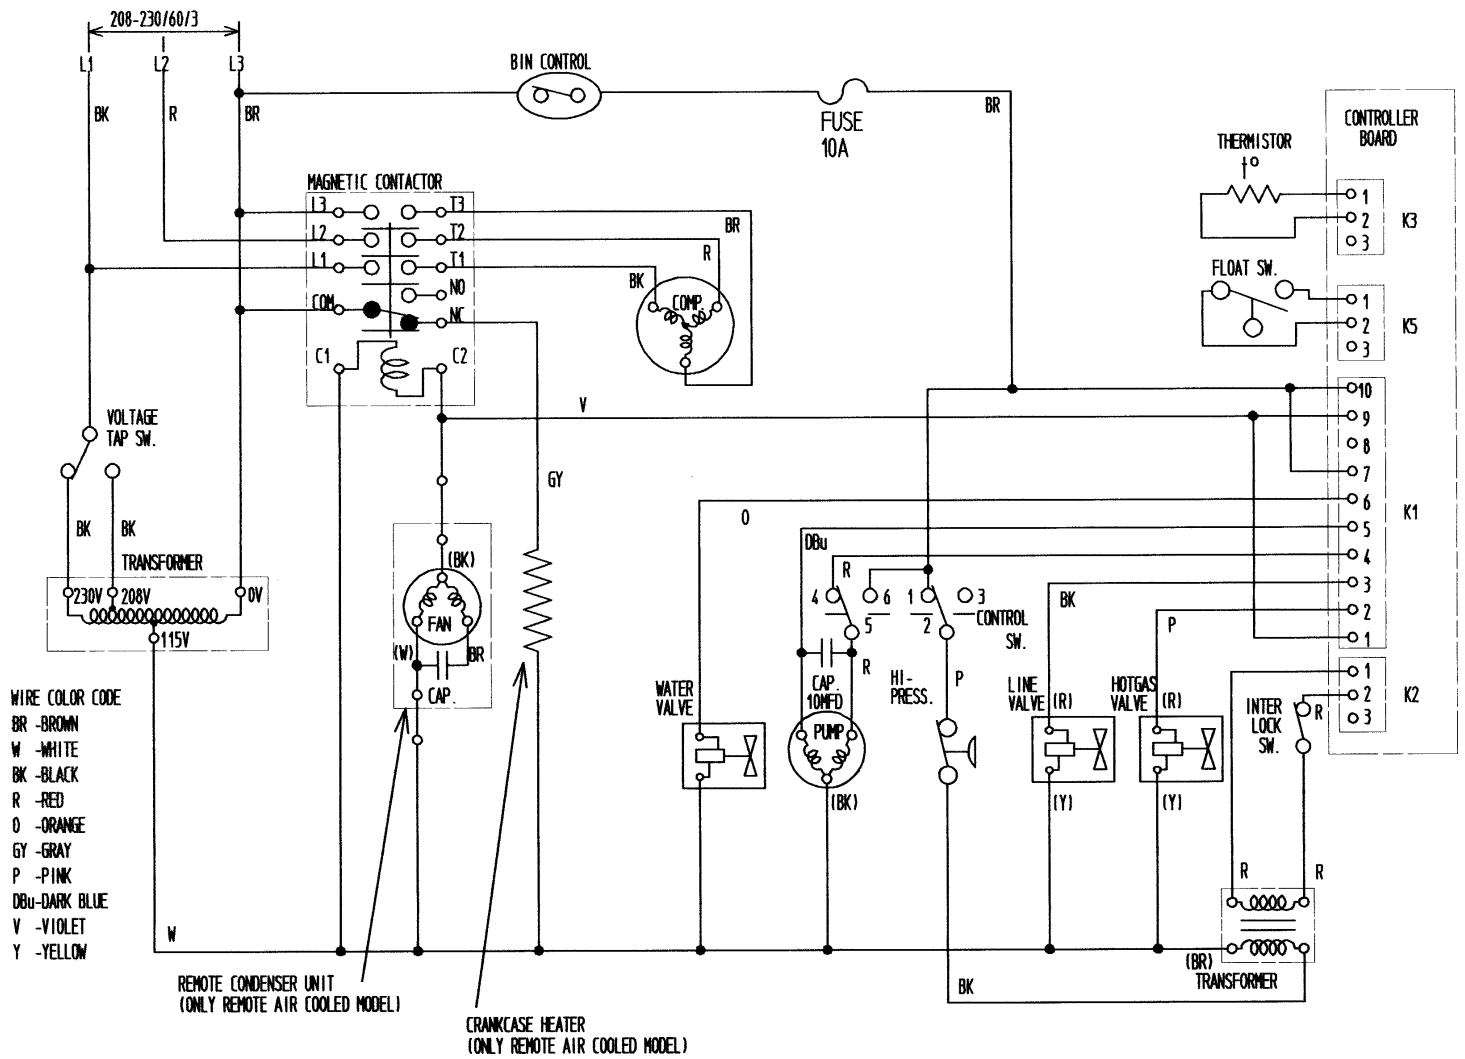 208-230/60/3
L1
L2
L3
BIN CONTROL
BK
R
BR
BR
FUSE
10A
CONTROLLER
BOARD
THERMISTOR
t°
1
2
3
K3
MAGNETIC CONTACTOR
L3
T3
L2
T2
L1
T1
NO
COM
NC
C1
C2
BR
R
BK
COMP.
FLOAT SW.
1
2
3
K5
VOLTAGE
TAP SW.
V
10
9
8
7
6
5
4
3
2
1
K1
BK
BK
GY
O
DBu
R
4
6
5
1
3
2
CONTROL
SW.
BK
P
TRANSFORMER
230V
208V
0V
115V
(BK)
FAN
(W)
BR
CAP.
WATER
VALVE
CAP.
10MFD
R
PUMP
(BK)
HI-
PRESS.
P
LINE
VALVE
(R)
(Y)
HOTGAS
VALVE
(R)
(Y)
INTER
LOCK
SW.
R
1
2
3
K2
WIRE COLOR CODE
BR -BROWN
W -WHITE
BK -BLACK
R -RED
O -ORANGE
GY -GRAY
P -PINK
DBu-DARK BLUE
V -VIOLET
Y -YELLOW
W
R
R
(BR)
TRANSFORMER
BK
REMOTE CONDENSER UNIT
(ONLY REMOTE AIR COOLED MODEL)
CRANKCASE HEATER
(ONLY REMOTE AIR COOLED MODEL)